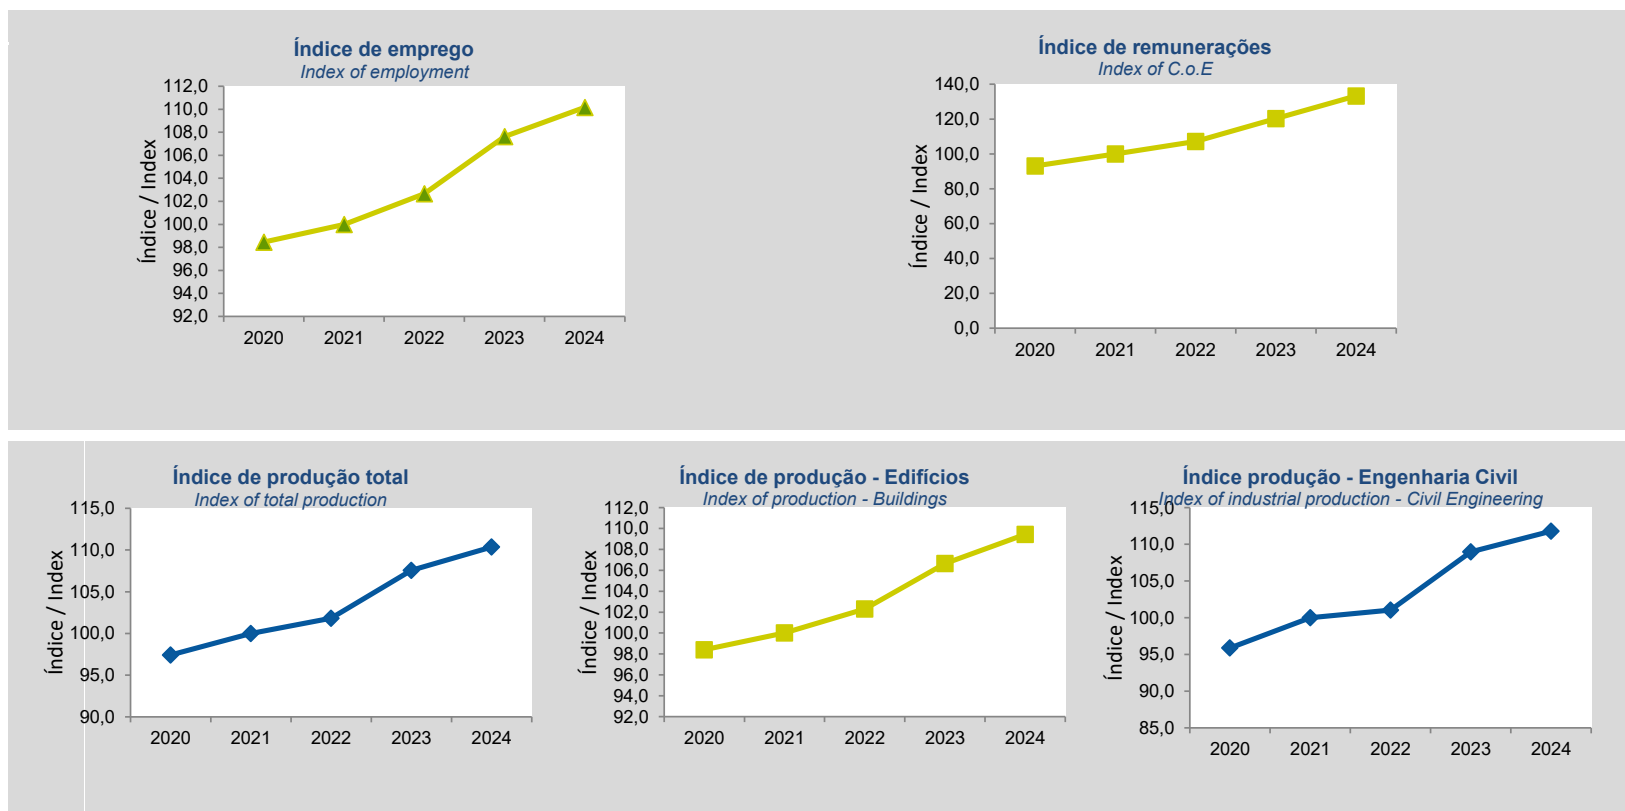 Índice de emprego
Index of employment
Índice / Index
112,0
110,0
108,0
106,0
104,0
102,0
100,0
98,0
96,0
94,0
92,0
2020 2021 2022 2023 2024
Índice de remunerações
Index of C.o.E
Índice / Index
140,0
120,0
100,0
80,0
60,0
40,0
20,0
0,0
2020 2021 2022 2023 2024
Índice de produção total
Index of total production
Índice / Index
115,0
110,0
105,0
100,0
95,0
90,0
2020 2021 2022 2023 2024
Índice de produção - Edifícios
Index of production - Buildings
Índice / Index
112,0
110,0
108,0
106,0
104,0
102,0
100,0
98,0
96,0
94,0
92,0
2020 2021 2022 2023 2024
Índice produção - Engenharia Civil
Index of industrial production - Civil Engineering
Índice / Index
115,0
110,0
105,0
100,0
95,0
90,0
85,0
2020 2021 2022 2023 2024